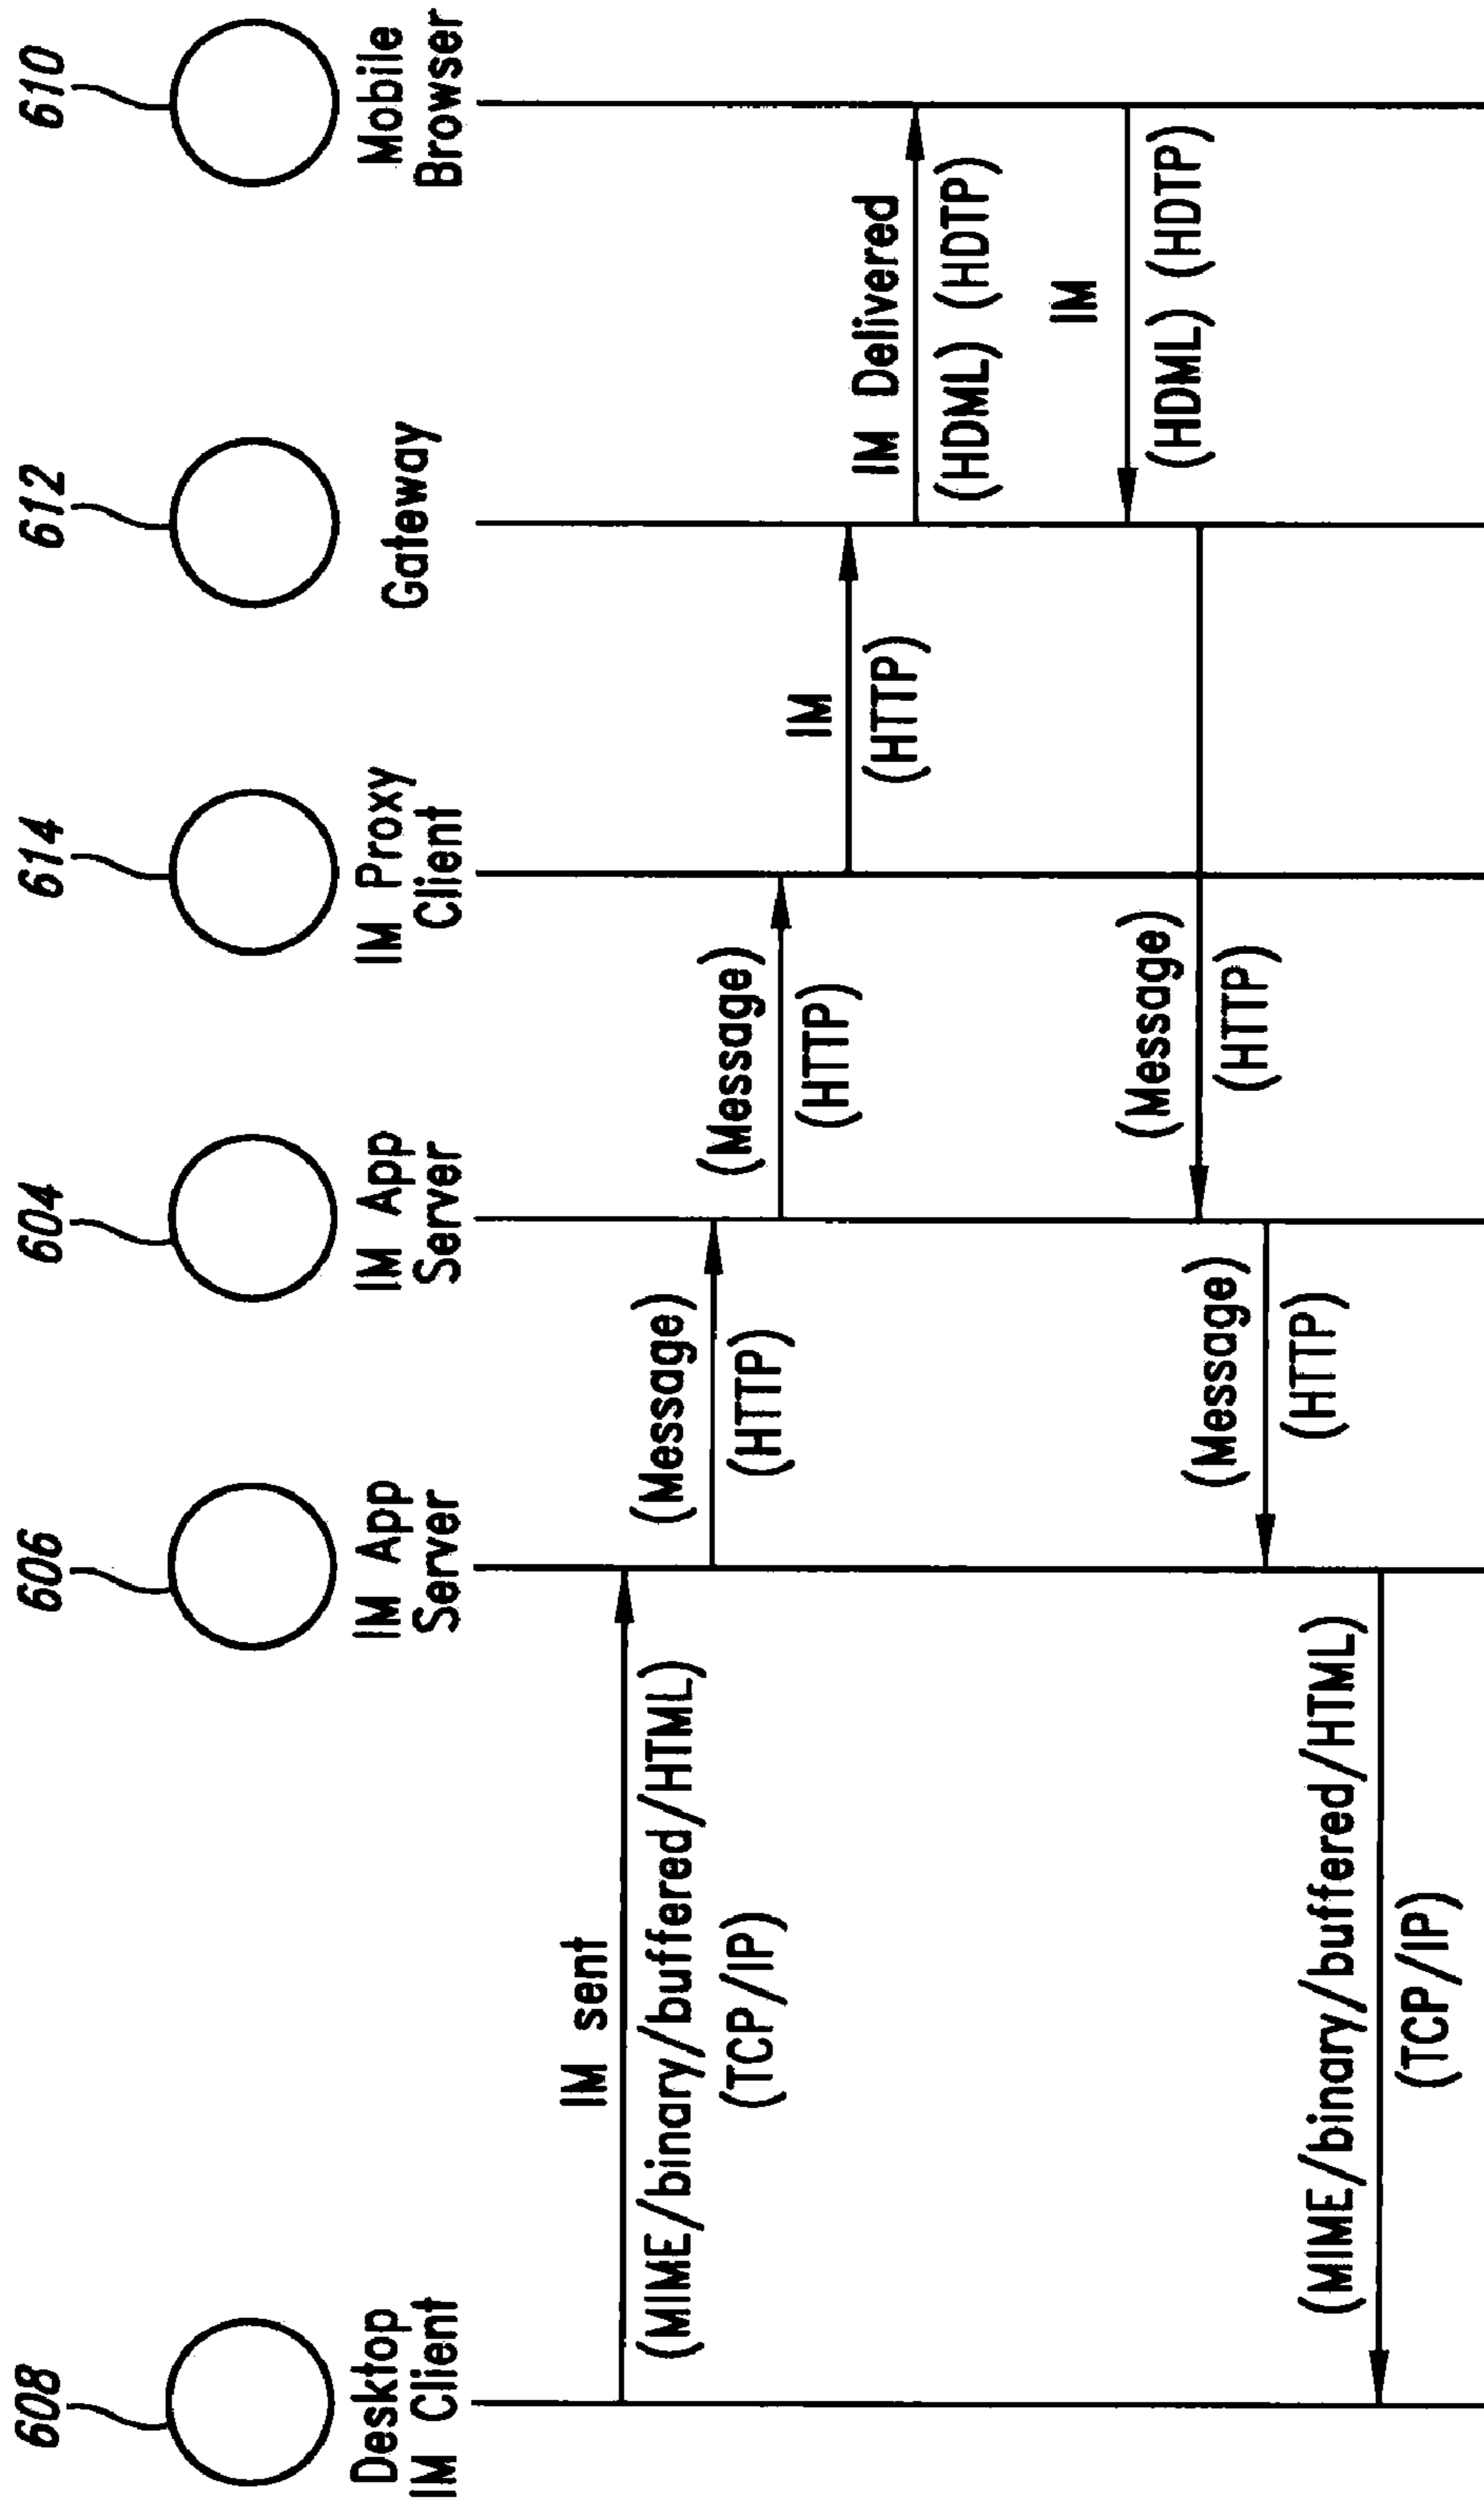 608
606
604
614
612
610
Desktop
IM Client
IM App
Server
IM App
Server
IM Proxy
Client
Gateway
Mobile
Browser
IM sent
(MIME/binary/buffered/HTML)
(TCP/IP)
(Message)
(HTTP)
(Message)
(HTTP)
IM
(HTTP)
IM Delivered
(HDML) (HDTP)
IM
(HDML) (HDTP)
(Message)
(HTTP)
(Message)
(HTTP)
(MIME/binary/buffered/HTML)
(TCP/IP)